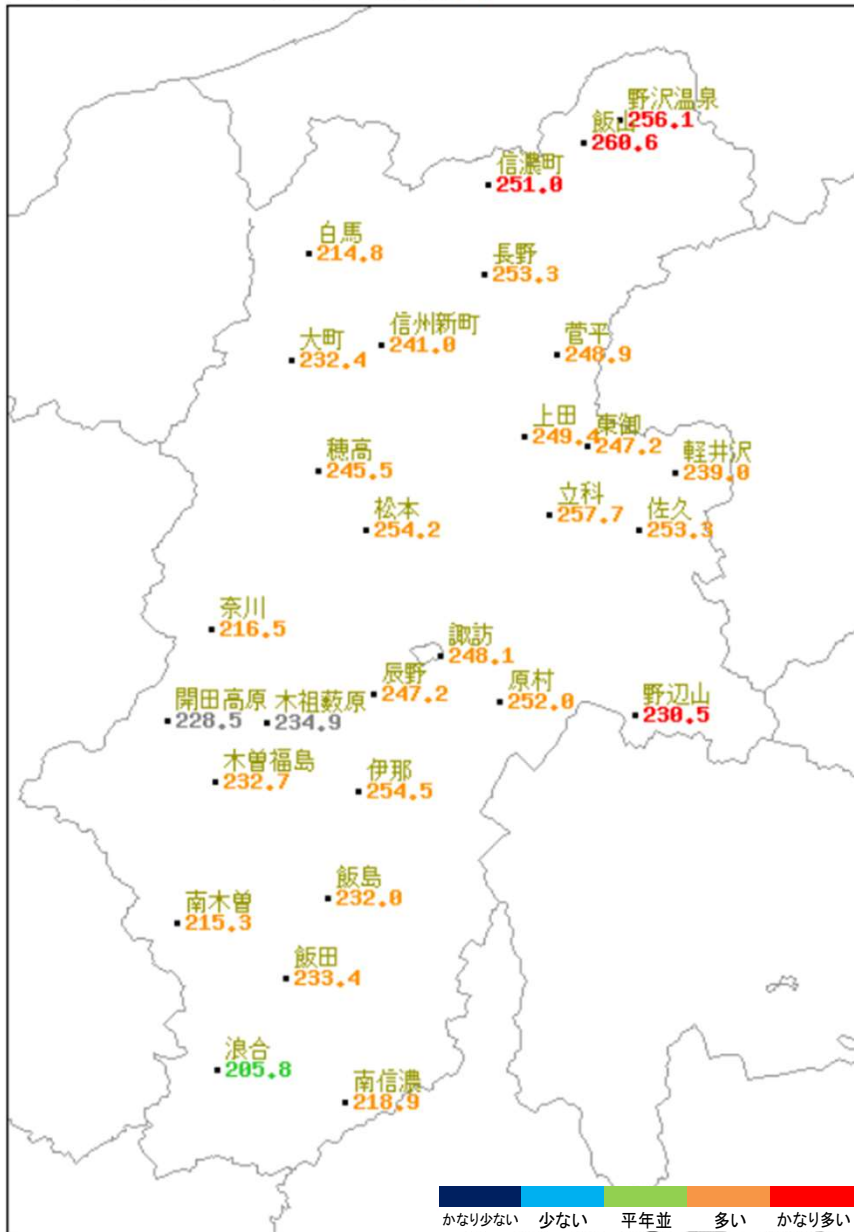 野沢温泉
256.1
飯山
260.6
信濃町
251.0
白馬
214.8
長野
253.3
信州新町
241.0
大町
232.4
菅平
248.9
上田
249.4
東御
247.2
軽井沢
239.0
穂高
245.5
松本
254.2
立科
257.7
佐久
253.3
奈川
216.5
諏訪
248.1
辰野
247.2
原村
252.0
野辺山
230.5
開田高原
228.5
木祖薮原
234.9
木曽福島
232.7
伊那
254.5
飯島
232.0
南木曽
215.3
飯田
233.4
浪合
205.8
南信濃
218.9
かなり少ない 少ない 平年並 多い かなり多い